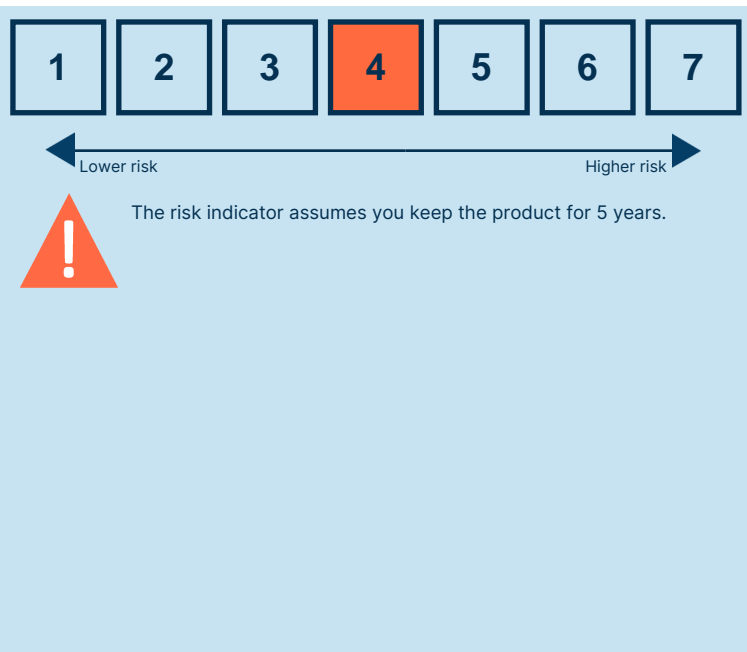 1 2 3 4 5 6 7
Lower risk Higher risk
The risk indicator assumes you keep the product for 5 years.
!